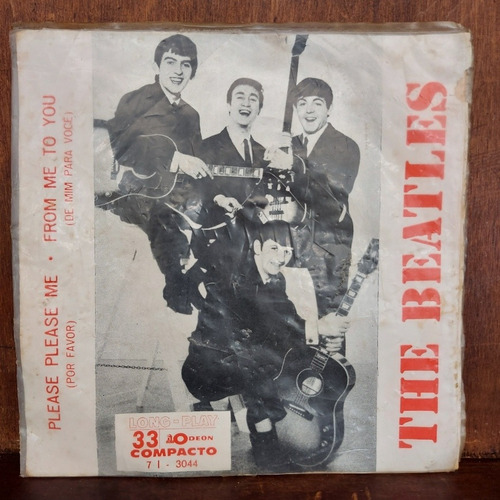 PLEASE PLEASE ME • FROM ME TO YOU
(POR FAVOR) (DE MIM PARA VOCÊ)
THE BEATLES
LONG-PLAY
33 ODEON
COMPACTO
7 I - 3044